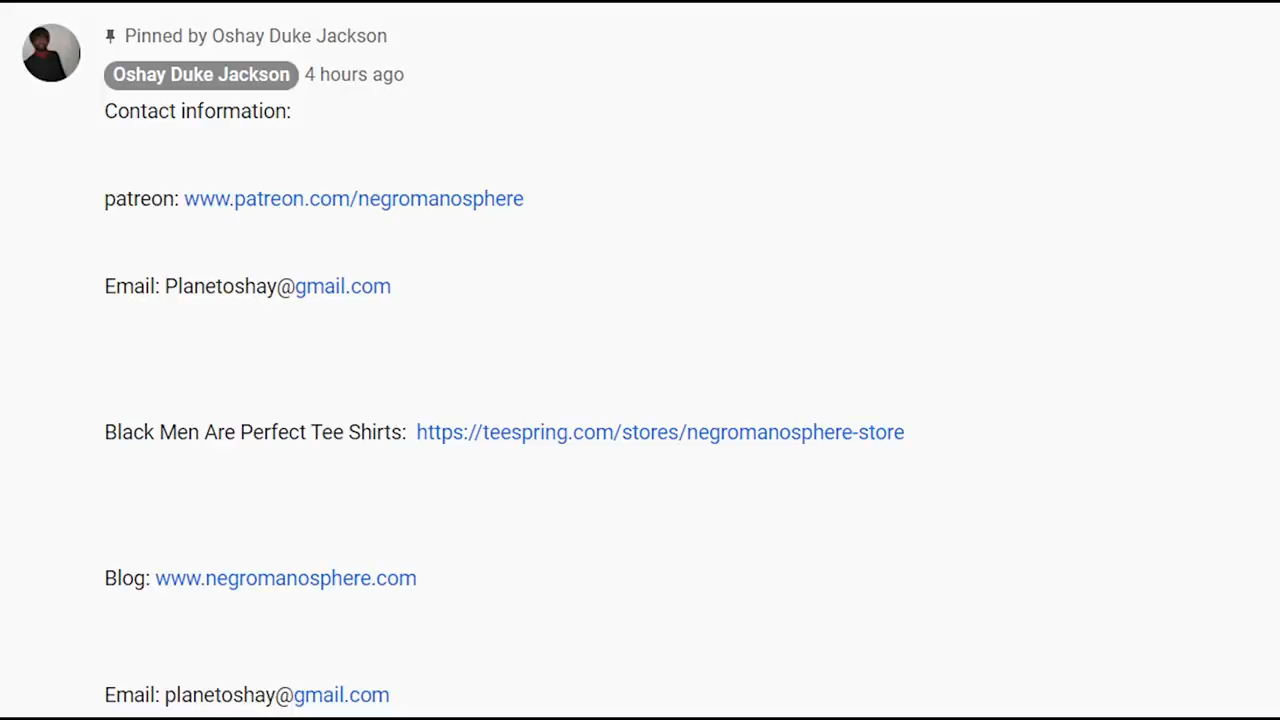 Pinned by Oshay Duke Jackson
Oshay Duke Jackson 4 hours ago
Contact information:
patreon: www.patreon.com/negromanosphere
Email: Planetoshay@gmail.com
Black Men Are Perfect Tee Shirts: https://teespring.com/stores/negromanosphere-store
Blog: www.negromanosphere.com
Email: planetoshay@gmail.com